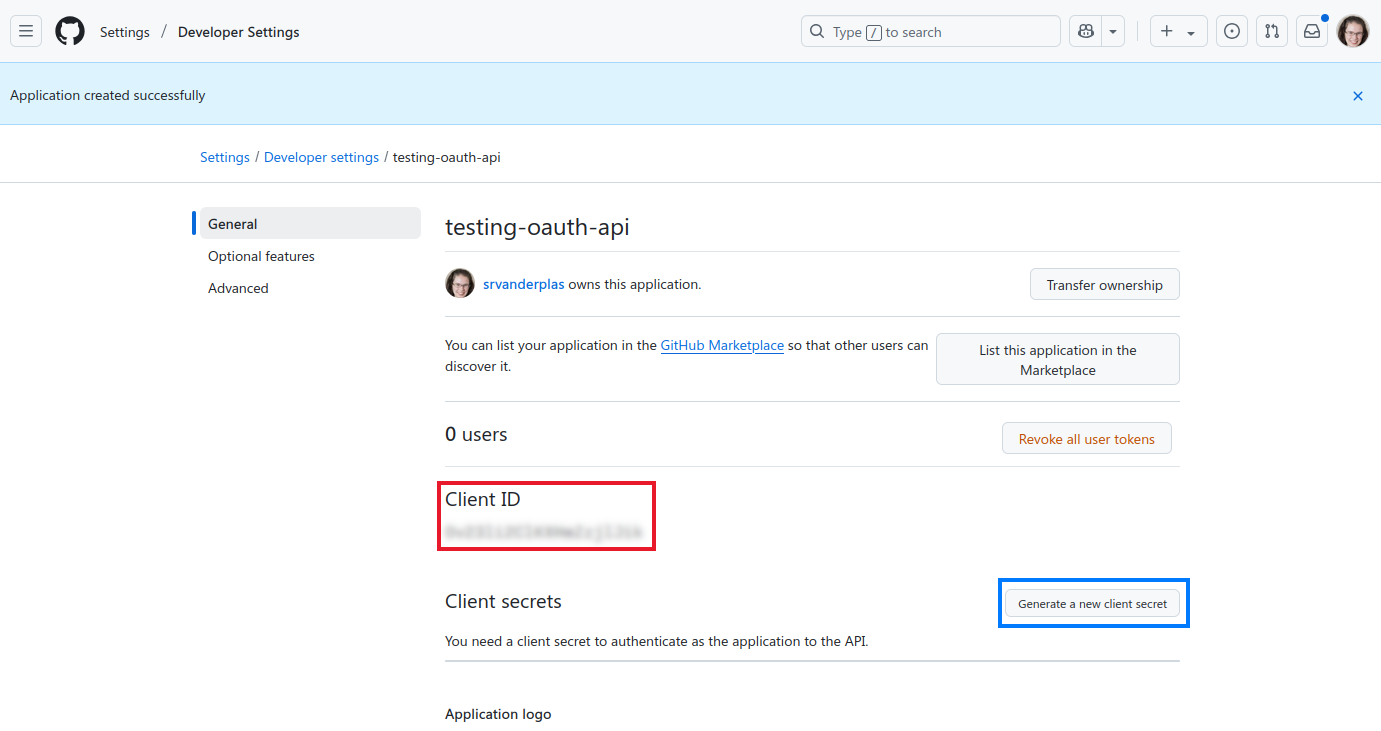 Settings / Developer Settings
Type / to search
Application created successfully
Settings / Developer settings / testing-oauth-api
General
Optional features
Advanced
testing-oauth-api
srvanderplas owns this application.
Transfer ownership
You can list your application in the GitHub Marketplace so that other users can
discover it.
List this application in the
Marketplace
0 users
Revoke all user tokens
Client ID
Client secrets
Generate a new client secret
You need a client secret to authenticate as the application to the API.
Application logo